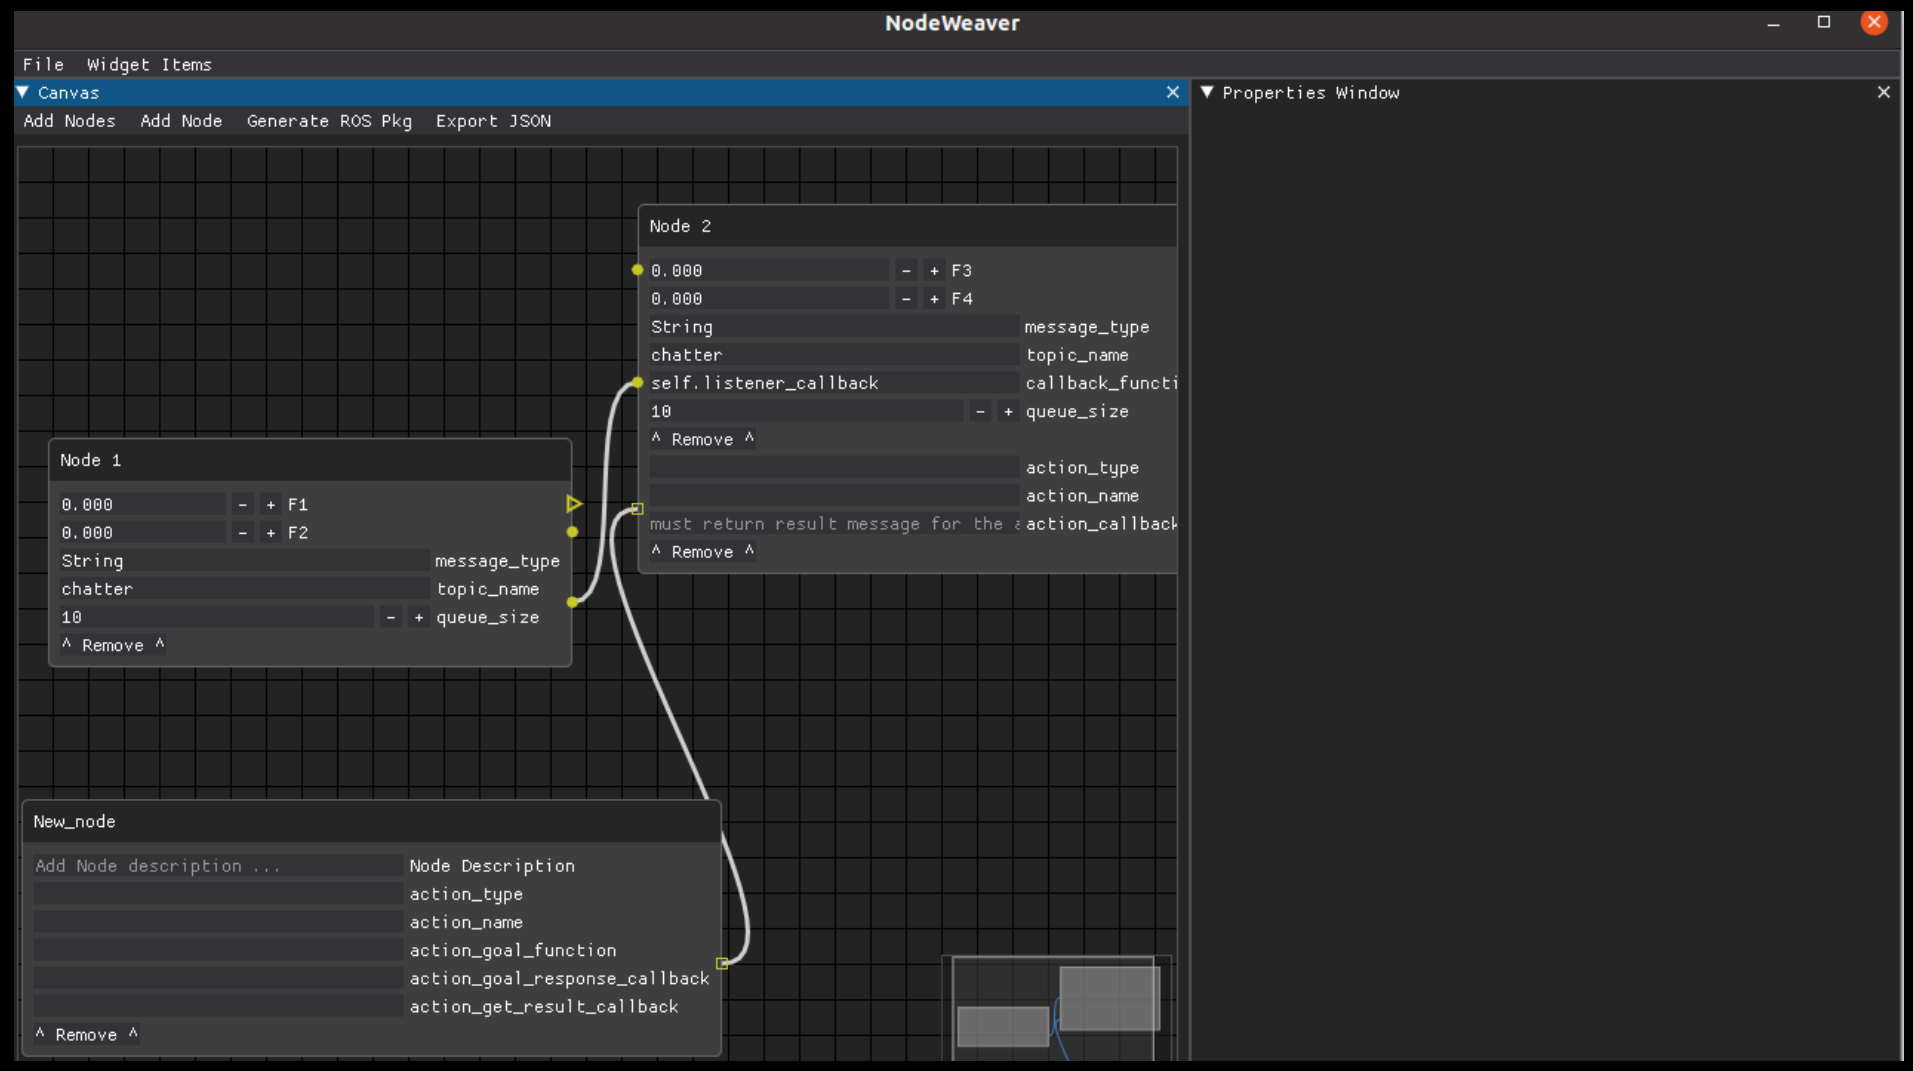 NodeWeaver
File Widget Items
Canvas
Properties Window
Add Nodes Add Node Generate ROS Pkg Export JSON
Node 2
0.000 - + F3
0.000 - + F4
String message_type
chatter topic_name
self.listener_callback callback_functi
10 - + queue_size
^ Remove ^
action_type
action_name
must return result message for the a action_callback
^ Remove ^
Node 1
0.000 - + F1
0.000 - + F2
String message_type
chatter topic_name
10 - + queue_size
^ Remove ^
New_node
Add Node description ... Node Description
action_type
action_name
action_goal_function
action_goal_response_callback
action_get_result_callback
^ Remove ^